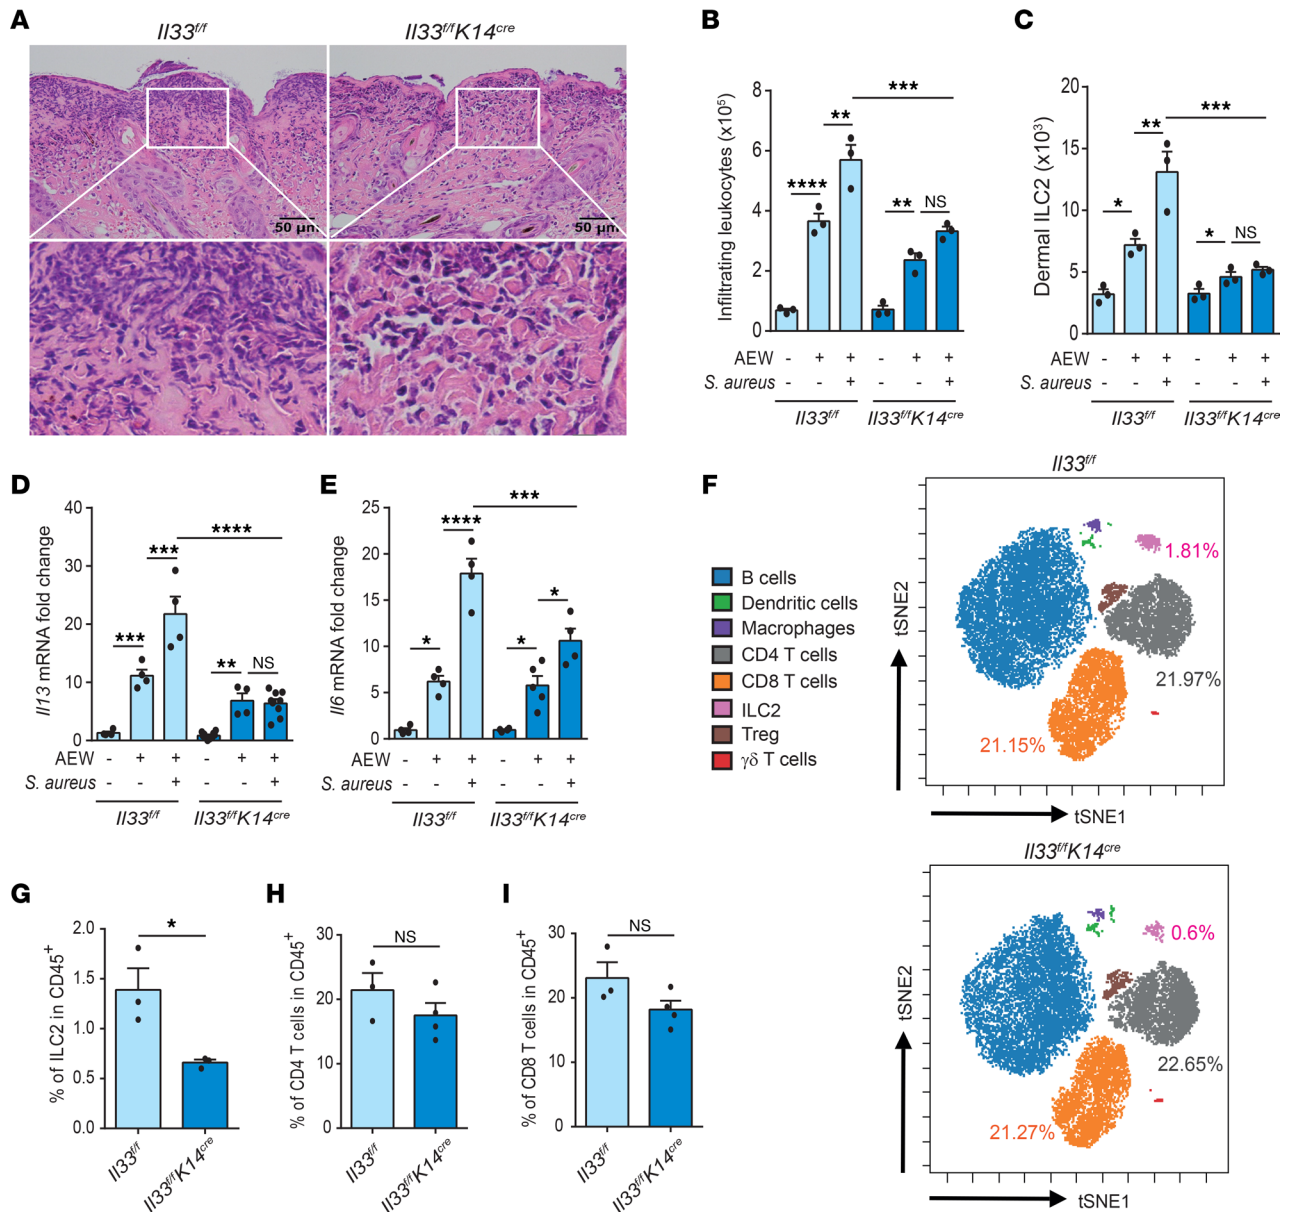 A
Il33f/f
Il33f/fK14cre
50 µm
50 µm
B
Infiltrating leukocytes (x10⁵)
8
6
4
2
0
****
**
***
**
NS
AEW - + + - + +
S. aureus - - + - - +
Il33f/f
Il33f/fK14cre
C
Dermal ILC2 (x10³)
20
15
10
5
0
*
**
***
*
NS
- + + - + +
- - + - - +
Il33f/f
Il33f/fK14cre
D
Il13 mRNA fold change
40
30
20
10
0
***
***
****
**
NS
AEW - + + - + +
S. aureus - - + - - +
Il33f/f
Il33f/fK14cre
E
Il6 mRNA fold change
25
20
15
10
5
0
*
****
***
*
*
AEW - + + - + +
S. aureus - - + - - +
Il33f/f
Il33f/fK14cre
F
B cells
Dendritic cells
Macrophages
CD4 T cells
CD8 T cells
ILC2
Treg
γδ T cells
Il33f/f
tSNE2
1.81%
21.97%
21.15%
tSNE1
Il33f/fK14cre
tSNE2
0.6%
22.65%
21.27%
tSNE1
G
% of ILC2 in CD45⁺
2.0
1.5
1.0
0.5
0.0
*
Il33f/f
Il33f/fK14cre
H
% of CD4 T cells in CD45⁺
30
20
10
0
NS
Il33f/f
Il33f/fK14cre
I
% of CD8 T cells in CD45⁺
30
20
10
0
NS
Il33f/f
Il33f/fK14cre